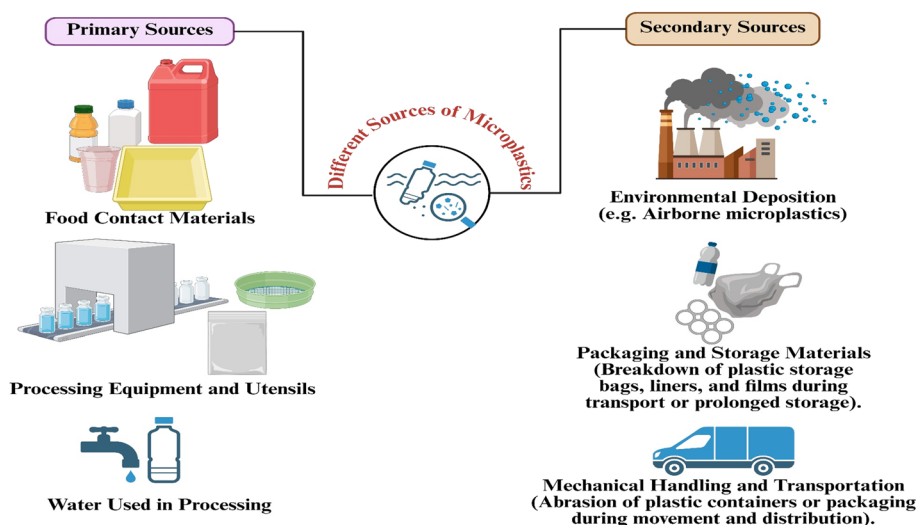 Primary Sources
Secondary Sources
Different Sources of Microplastics
Food Contact Materials
Processing Equipment and Utensils
Water Used in Processing
Environmental Deposition
(e.g. Airborne microplastics)
Packaging and Storage Materials
(Breakdown of plastic storage
bags, liners, and films during
transport or prolonged storage).
Mechanical Handling and Transportation
(Abrasion of plastic containers or packaging
during movement and distribution).